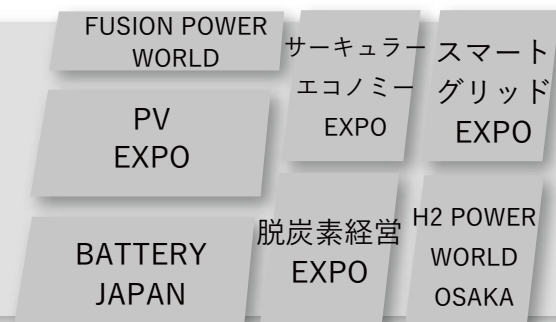 FUSION POWER
WORLD
PV
EXPO
BATTERY
JAPAN
サーキュラー
エコノミー
EXPO
脱炭素経営
EXPO
スマート
グリッド
EXPO
H2 POWER
WORLD
OSAKA